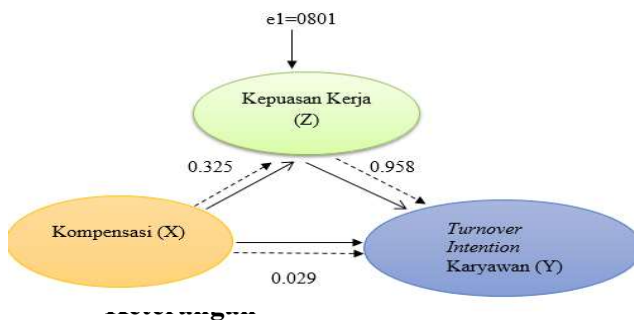 e1=0801
Kepuasan Kerja
(Z)
0.325
0.958
Kompensasi (X)
Turnover
Intention
Karyawan (Y)
0.029